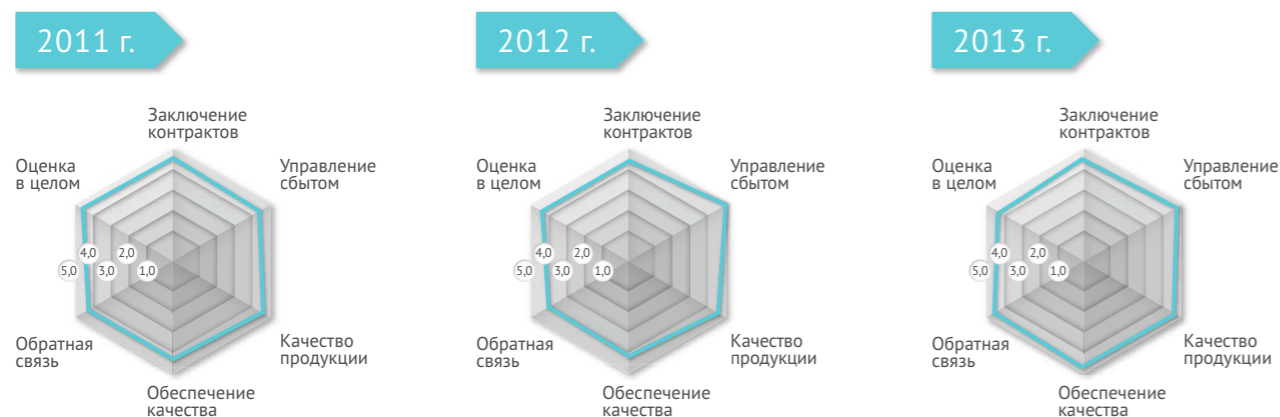 2011 г.
Заключение
контрактов
Оценка
в целом
Управление
сбытом
4,0
2,0
5,0
3,0
1,0
Обратная
связь
Качество
продукции
Обеспечение
качества
2012 г.
Заключение
контрактов
Оценка
в целом
Управление
сбытом
4,0
2,0
5,0
3,0
1,0
Обратная
связь
Качество
продукции
Обеспечение
качества
2013 г.
Заключение
контрактов
Оценка
в целом
Управление
сбытом
4,0
2,0
5,0
3,0
1,0
Обратная
связь
Качество
продукции
Обеспечение
качества